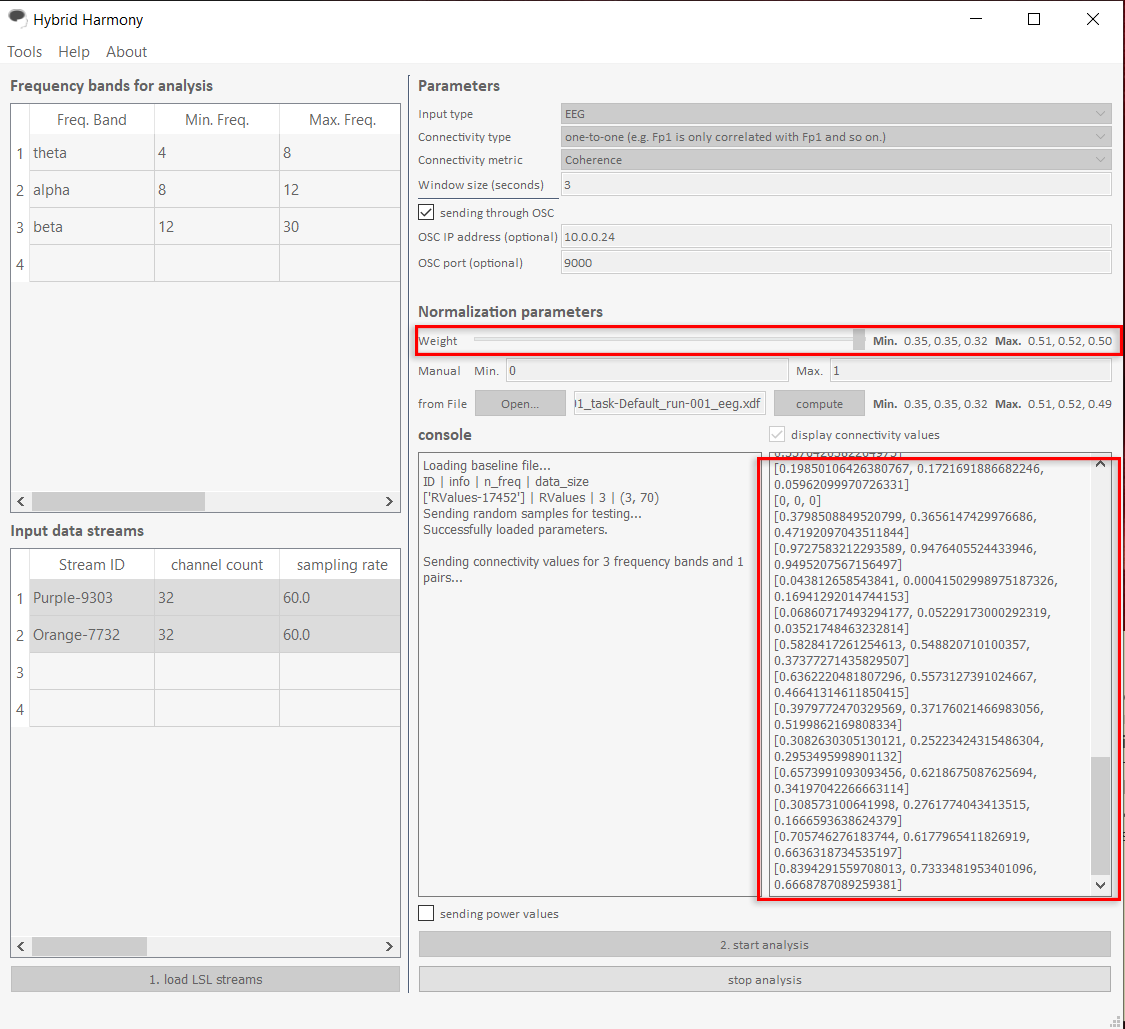 Hybrid Harmony
Tools Help About
Frequency bands for analysis
Freq. Band Min. Freq. Max. Freq.
1 theta 4 8
2 alpha 8 12
3 beta 12 30
4
Input data streams
Stream ID channel count sampling rate
1 Purple-9303 32 60.0
2 Orange-7732 32 60.0
3
4
1. load LSL streams
Parameters
Input type EEG
Connectivity type one-to-one (e.g. Fp1 is only correlated with Fp1 and so on.)
Connectivity metric Coherence
Window size (seconds) 3
sending through OSC
OSC IP address (optional) 10.0.0.24
OSC port (optional) 9000
Normalization parameters
Weight Min. 0.35, 0.35, 0.32 Max. 0.51, 0.52, 0.50
Manual Min. 0 Max. 1
from File Open... 01_task-Default_run-001_eeg.xdf compute Min. 0.35, 0.35, 0.32 Max. 0.51, 0.52, 0.49
console
Loading baseline file...
ID | info | n_freq | data_size
['RValues-17452'] | RValues | 3 | (3, 70)
Sending random samples for testing...
Successfully loaded parameters.
Sending connectivity values for 3 frequency bands and 1
pairs...
display connectivity values
[0.19850106426380767, 0.1721691886682246,
0.05962099970726331]
[0, 0, 0]
[0.3798508849520799, 0.3656147429976686,
0.47192097043511844]
[0.9727583212293589, 0.9476405524433946,
0.9495207567156497]
[0.043812658543841, 0.00041502998975187326,
0.16941292014744153]
[0.06860717493294177, 0.05229173000292319,
0.03521748463232814]
[0.5828417261254613, 0.548820710100357,
0.37377271435829507]
[0.6362220481807296, 0.5573127391024667,
0.46641314611850415]
[0.3979772470329569, 0.37176021466983056,
0.5199862169808334]
[0.3082630305130121, 0.25223424315486304,
0.2953495998901132]
[0.6573991093093456, 0.6218675087625694,
0.34197042266663114]
[0.308573100641998, 0.2761774043413515,
0.1666593638624379]
[0.705746276183744, 0.6177965411826919,
0.6636318734535197]
[0.8394291559708013, 0.7333481953401096,
0.6668787089259381]
sending power values
2. start analysis
stop analysis